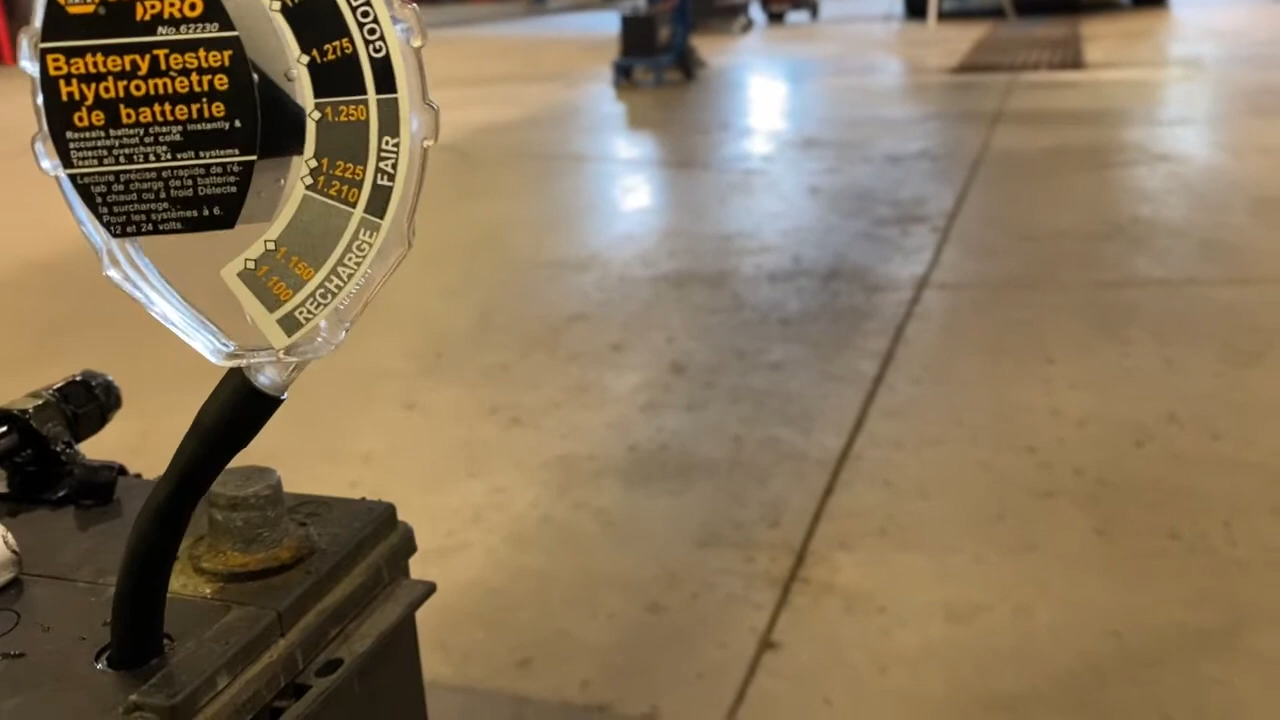 PRO
No.62230
Battery Tester
Hydromètre
de batterie
Reveals battery charge instantly &
accurately-hot or cold.
Detects overcharge.
Tests all 6. 12 & 24 volt systems
Lecture précise et rapide de l'é-
tab de charge de la batterie-
à chaud ou à froid Détecte
la surcharge.
Pour les systèmes à 6.
12 et 24 volts.
GOOD
1.275
1.250
FAIR
1.225
1.210
1.150
1.100
RECHARGE